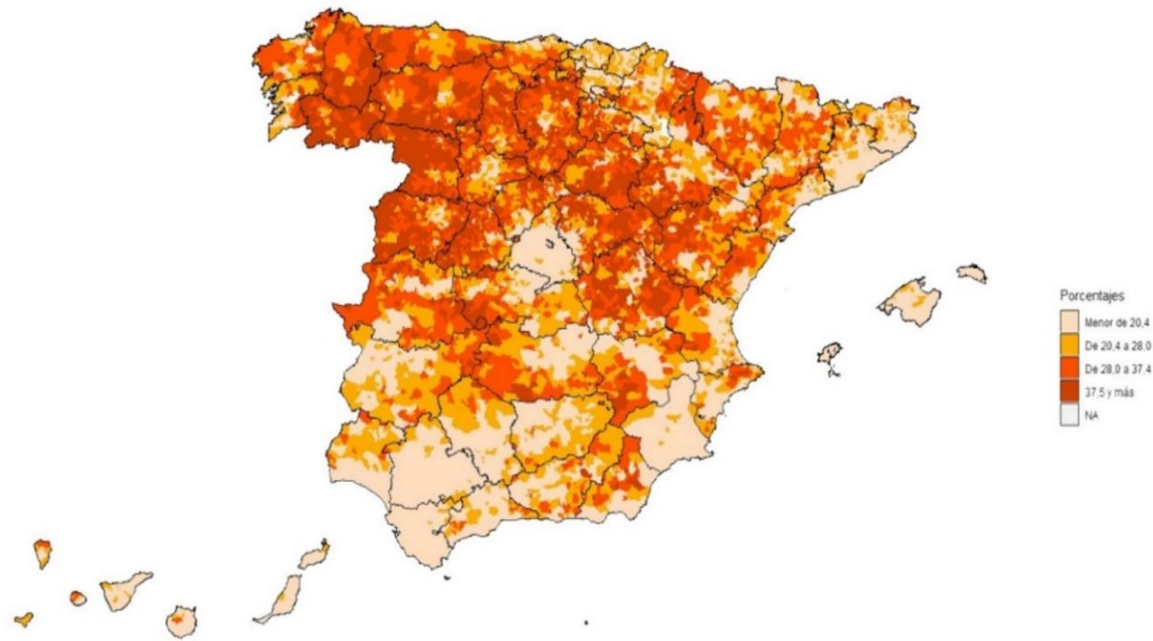 Porcentajes
Menor de 20,4
De 20,4 a 28,0
De 28,0 a 37,4
37,5 y más
NA